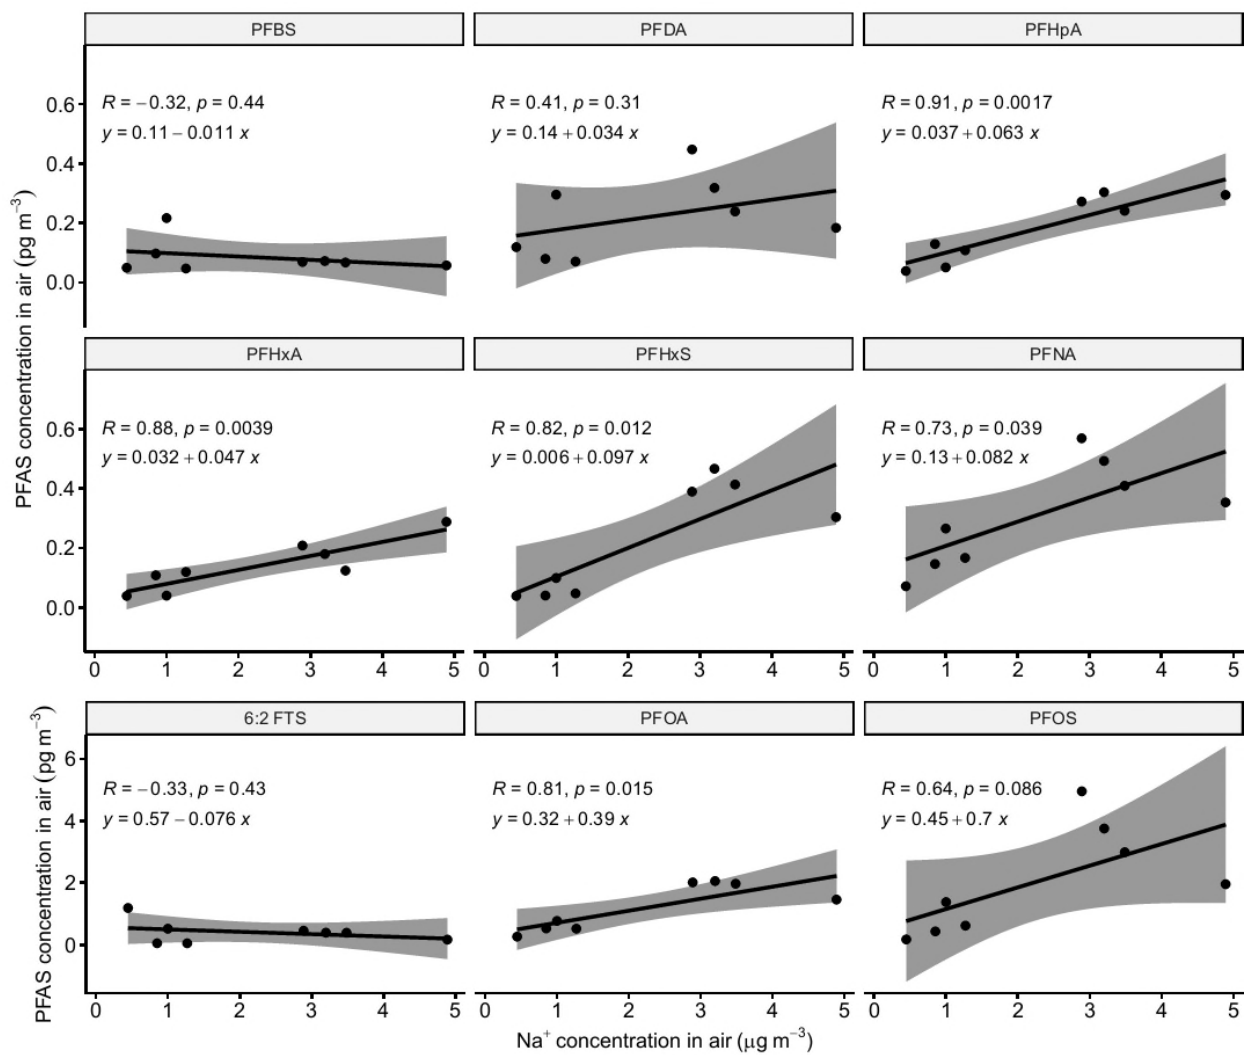 PFBS PFDA PFHpA
R = −0.32, p = 0.44
y = 0.11 − 0.011 x
R = 0.41, p = 0.31
y = 0.14 + 0.034 x
R = 0.91, p = 0.0017
y = 0.037 + 0.063 x
0.6
0.4
0.2
0.0
PFAS concentration in air (pg m⁻³)
PFHxA PFHxS PFNA
R = 0.88, p = 0.0039
y = 0.032 + 0.047 x
R = 0.82, p = 0.012
y = 0.006 + 0.097 x
R = 0.73, p = 0.039
y = 0.13 + 0.082 x
0.6
0.4
0.2
0.0
0 1 2 3 4 5 0 1 2 3 4 5 0 1 2 3 4 5
6:2 FTS PFOA PFOS
R = −0.33, p = 0.43
y = 0.57 − 0.076 x
R = 0.81, p = 0.015
y = 0.32 + 0.39 x
R = 0.64, p = 0.086
y = 0.45 + 0.7 x
6
4
2
0
PFAS concentration in air (pg m⁻³)
0 1 2 3 4 5 0 1 2 3 4 5 0 1 2 3 4 5
Na⁺ concentration in air (μg m⁻³)